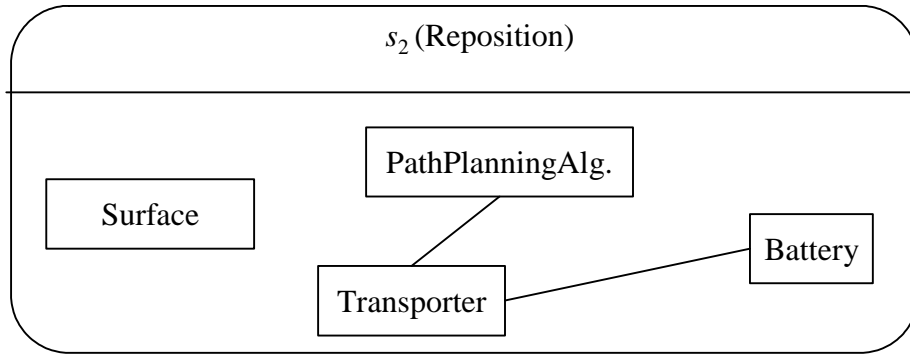 s₂ (Reposition)
PathPlanningAlg.
Surface
Battery
Transporter